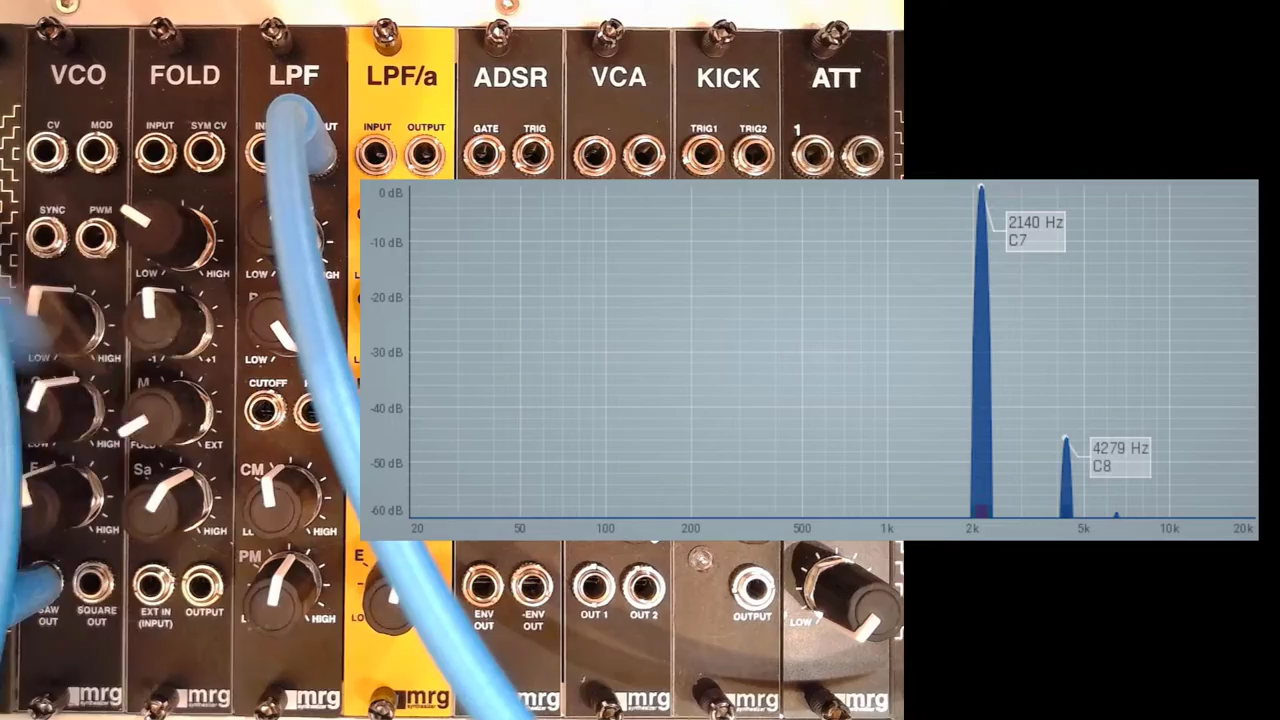 VCO FOLD LPF LPF/a ADSR VCA KICK ATT
CV MOD INPUT SYM CV INPUT OUTPUT GATE TRIG TRIG1 TRIG2 1
SYNC PWM
LOW HIGH LOW
LOW HIGH -1 +1 LOW
M CUTOFF
HIGH EXT
Sa CM
HIGH LOW HIGH HIGH
PM E
SQUARE OUT EXT IN (INPUT) OUTPUT HIGH LO ENV OUT -ENV OUT OUT 1 OUT 2 OUTPUT LOW
mrg mrg mrg mrg mrg mrg mrg mrg
0 dB
-10 dB
-20 dB
-30 dB
-40 dB
-50 dB
-60 dB
2140 Hz
C7
4279 Hz
C8
20 50 100 200 500 1k 2k 5k 10k 20k